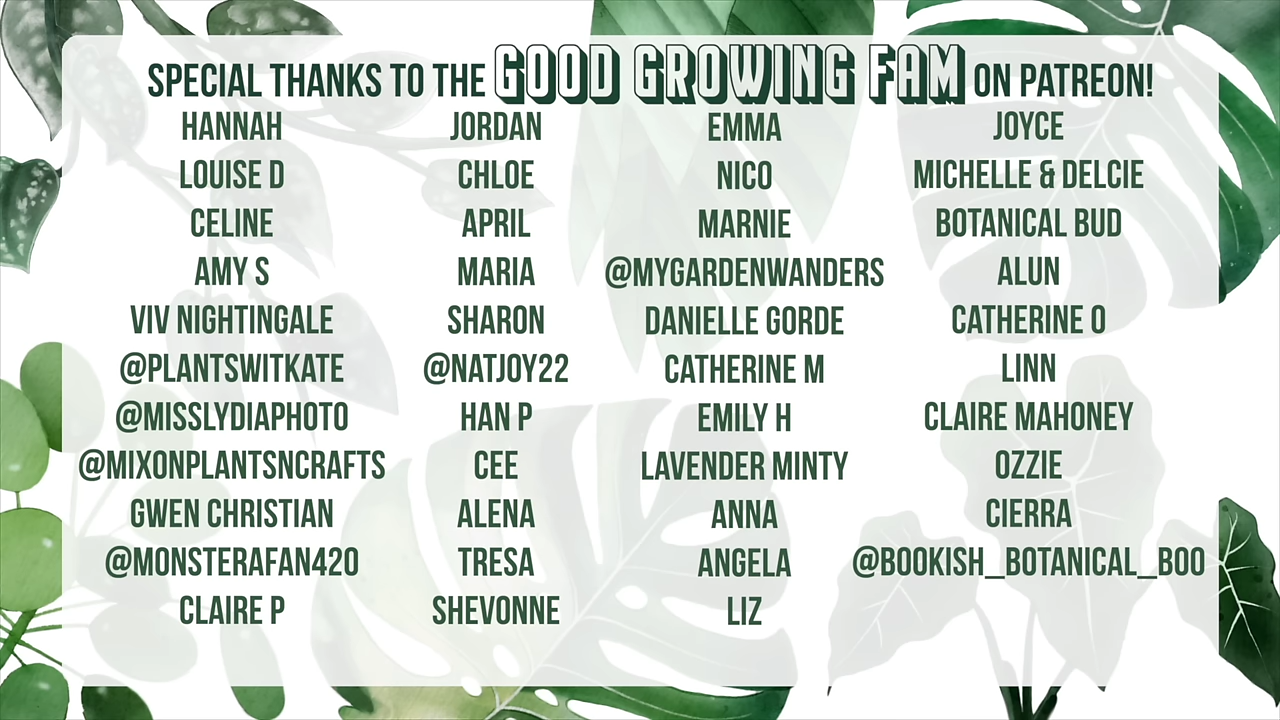 SPECIAL THANKS TO THE GOOD GROWING FAM ON PATREON!
HANNAH
LOUISE D
CELINE
AMY S
VIV NIGHTINGALE
@PLANTSWITKATE
@MISSLYDIAPHOTO
@MIXONPLANTSNCRAFTS
GWEN CHRISTIAN
@MONSTERAFAN420
CLAIRE P
JORDAN
CHLOE
APRIL
MARIA
SHARON
@NATJOY22
HAN P
CEE
ALENA
TRESA
SHEVONNE
EMMA
NICO
MARNIE
@MYGARDENWANDERS
DANIELLE GORDE
CATHERINE M
EMILY H
LAVENDER MINTY
ANNA
ANGELA
LIZ
JOYCE
MICHELLE & DELCIE
BOTANICAL BUD
ALUN
CATHERINE O
LINN
CLAIRE MAHONEY
OZZIE
CIERRA
@BOOKISH_BOTANICAL_BOO